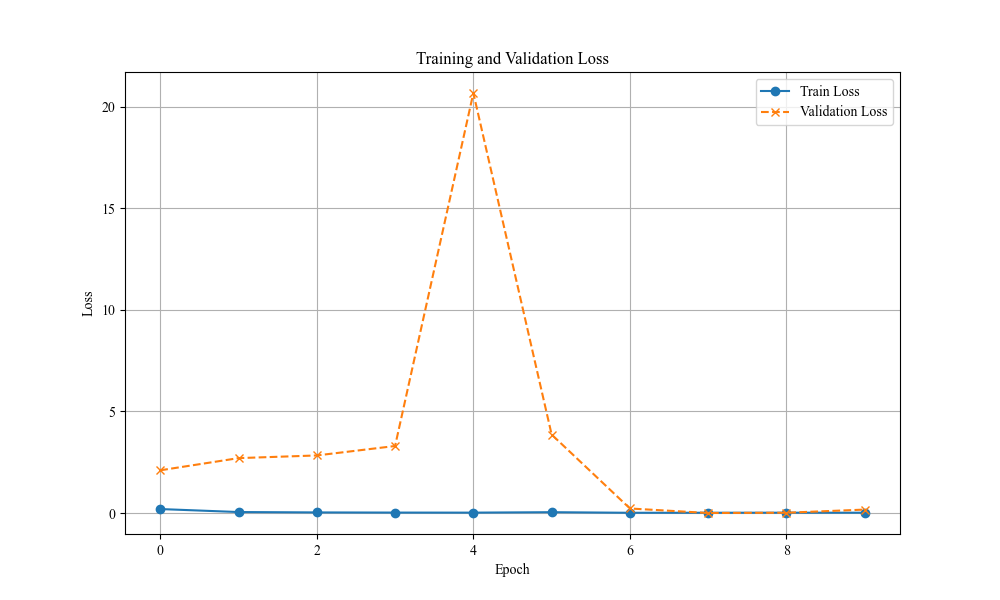 Training and Validation Loss
Train Loss
Validation Loss
20
15
10
5
0
Loss
0 2 4 6 8
Epoch